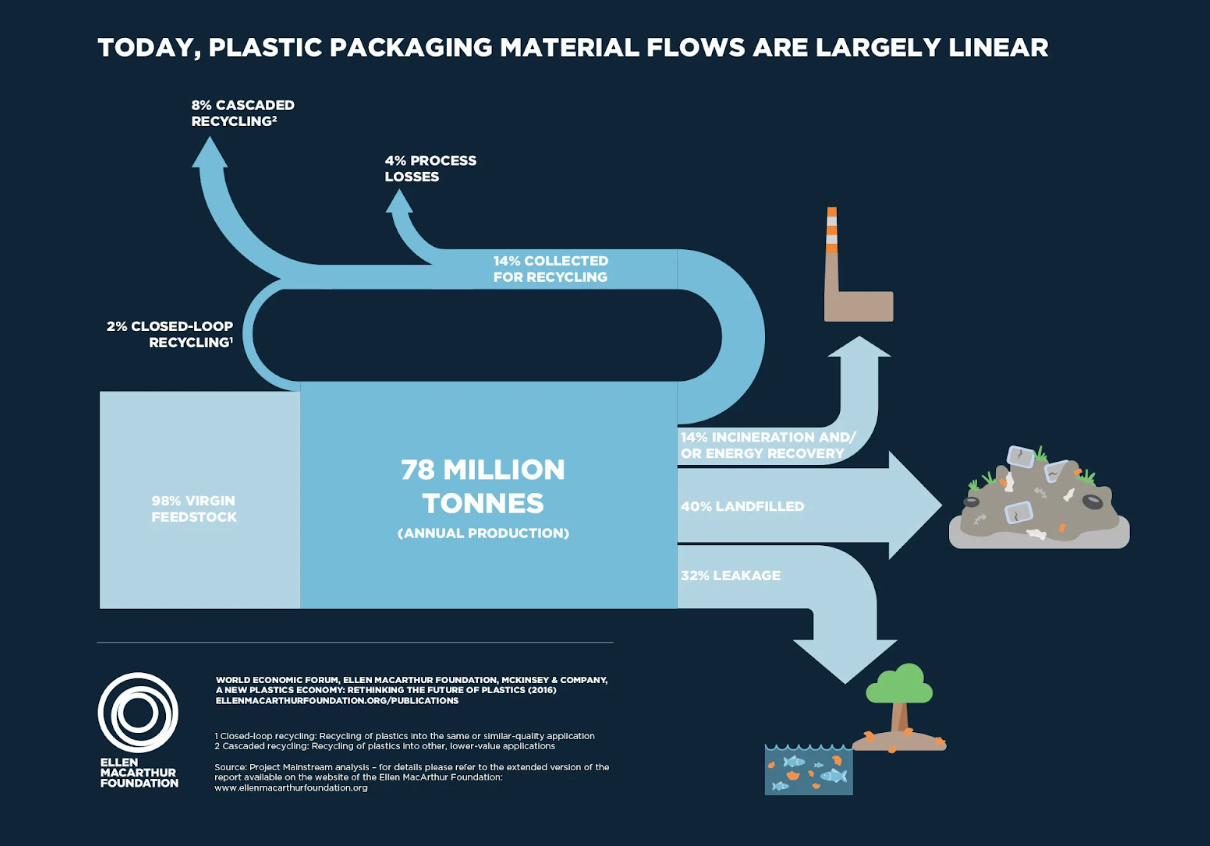 TODAY, PLASTIC PACKAGING MATERIAL FLOWS ARE LARGELY LINEAR
8% CASCADED
RECYCLING²
4% PROCESS
LOSSES
14% COLLECTED
FOR RECYCLING
2% CLOSED-LOOP
RECYCLING¹
98% VIRGIN
FEEDSTOCK
78 MILLION
TONNES
(ANNUAL PRODUCTION)
14% INCINERATION AND/
OR ENERGY RECOVERY
40% LANDFILLED
32% LEAKAGE
ELLEN
MACARTHUR
FOUNDATION
WORLD ECONOMIC FORUM, ELLEN MACARTHUR FOUNDATION, MCKINSEY & COMPANY,
A NEW PLASTICS ECONOMY: RETHINKING THE FUTURE OF PLASTICS (2016)
ELLENMACARTHURFOUNDATION.ORG/PUBLICATIONS
1 Closed-loop recycling: Recycling of plastics into the same or similar-quality application
2 Cascaded recycling: Recycling of plastics into other, lower-value applications
Source: Project Mainstream analysis – for details please refer to the extended version of the
report available on the website of the Ellen MacArthur Foundation:
www.ellenmacarthurfoundation.org